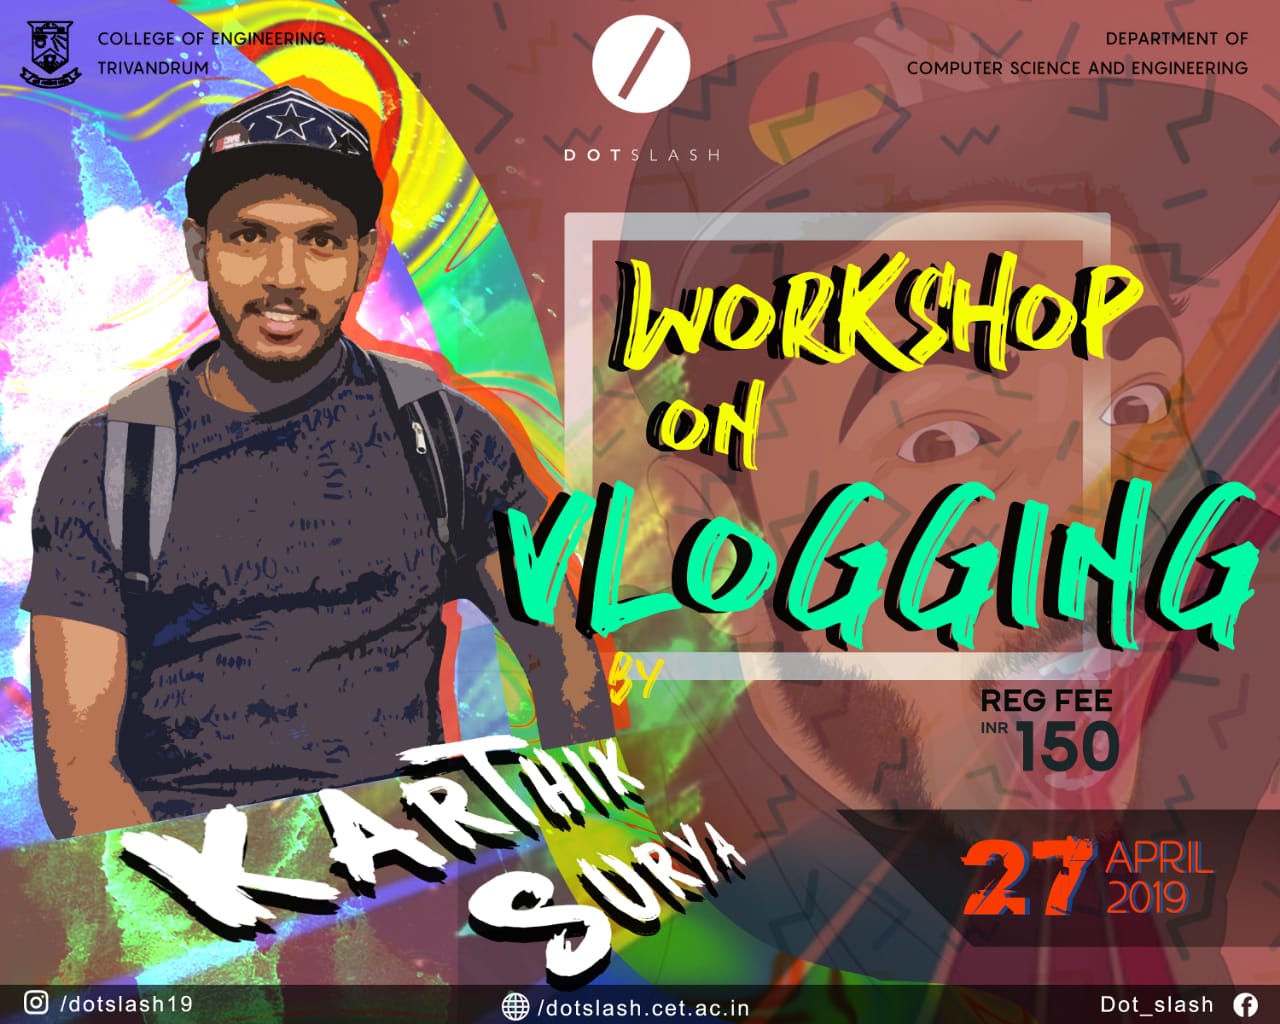 COLLEGE OF ENGINEERING
TRIVANDRUM
DEPARTMENT OF
COMPUTER SCIENCE AND ENGINEERING
DOTSLASH
WORKSHOP
ON
VLOGGING
BY
KARTHIK
SURYA
REG FEE
INR 150
27 APRIL
2019
/dotslash19
/dotslash.cet.ac.in
Dot_slash